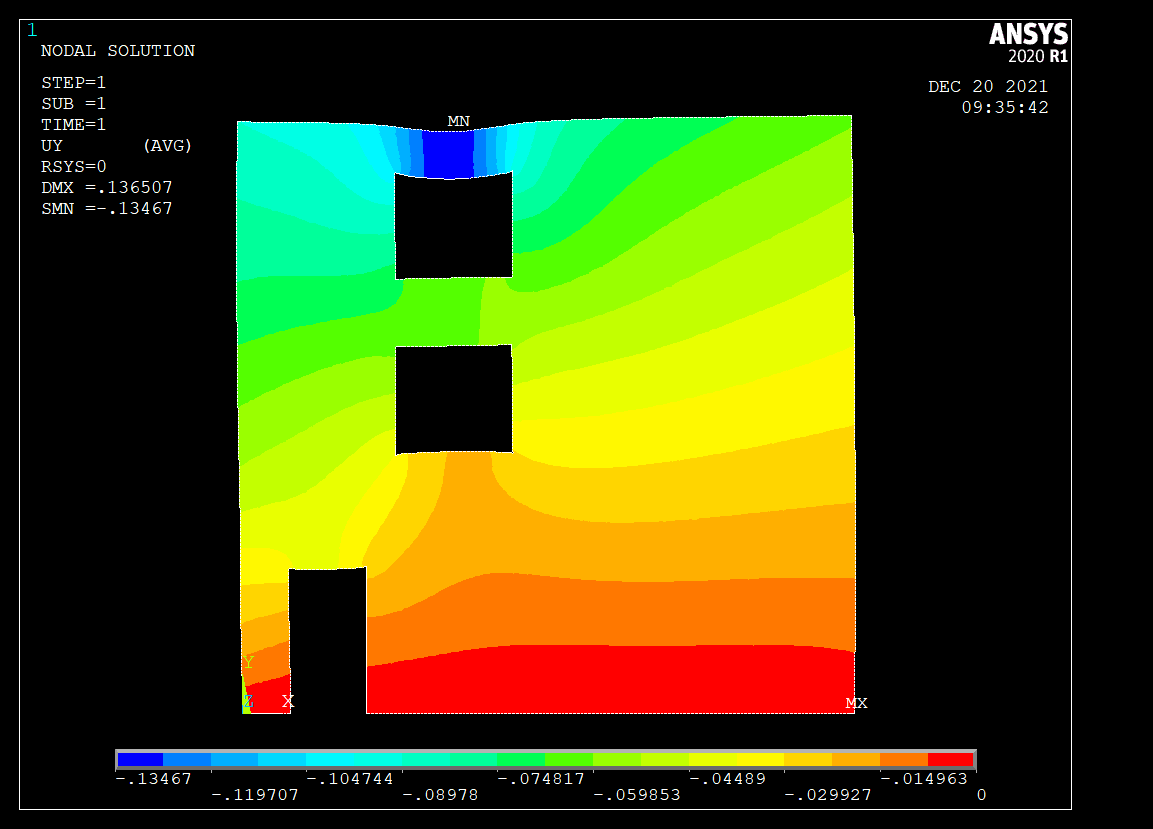 1
NODAL SOLUTION
STEP=1
SUB =1
TIME=1
UY (AVG)
RSYS=0
DMX =.136507
SMN =-.13467
ANSYS
2020 R1
DEC 20 2021
09:35:42
MN
Y
Z X
MX
-.13467 -.104744 -.074817 -.04489 -.014963
-.119707 -.08978 -.059853 -.029927 0